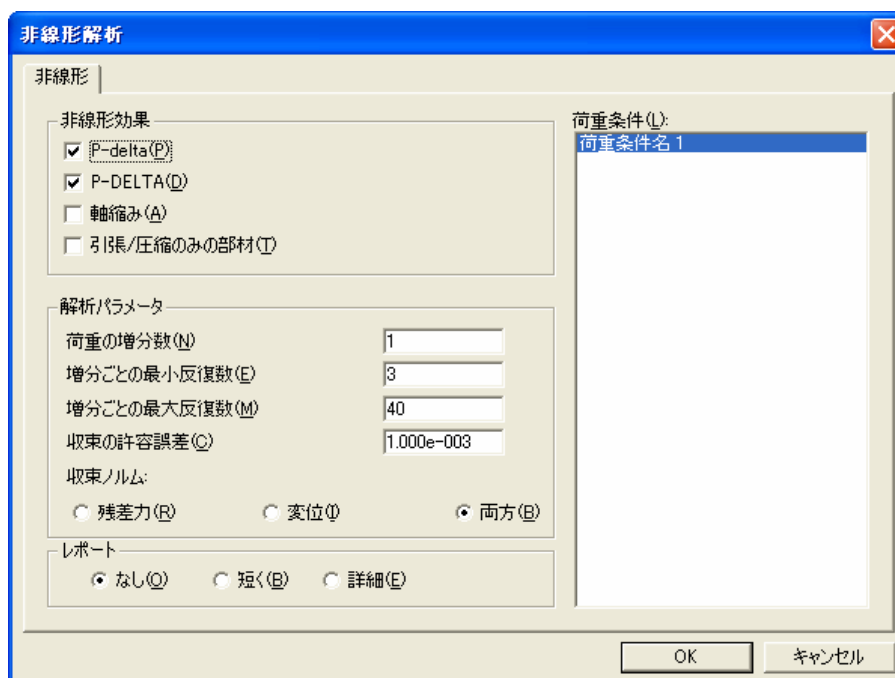 非線形解析
非線形
非線形効果
P-delta(P)
P-DELTA(D)
軸縮み(A)
引張/圧縮のみの部材(T)
解析パラメータ
荷重の増分数(N) 1
増分ごとの最小反復数(E) 3
増分ごとの最大反復数(M) 40
収束の許容誤差(C) 1.000e-003
収束ノルム:
残差力(R) 変位(I) 両方(B)
レポート
なし(O) 短く(B) 詳細(E)
荷重条件(L):
荷重条件名 1
OK キャンセル